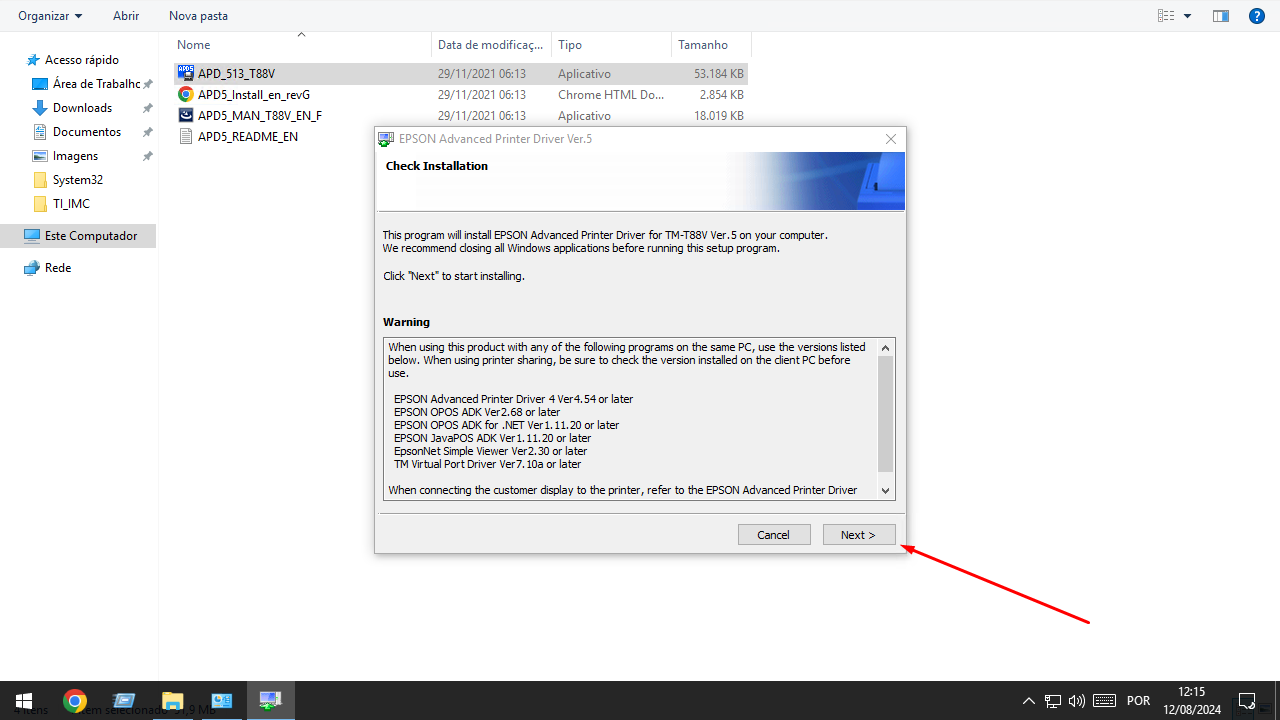 Organizar
Abrir
Nova pasta
Nome
Data de modificaç...
Tipo
Tamanho
Acesso rápido
Área de Trabalhc
Downloads
Documentos
Imagens
System32
TI_IMC
Este Computador
Rede
APD_513_T88V 29/11/2021 06:13 Aplicativo 53.184 KB
APD5_Install_en_revG 29/11/2021 06:13 Chrome HTML Do... 2.854 KB
APD5_MAN_T88V_EN_F 29/11/2021 06:13 Aplicativo 18.019 KB
APD5_README_EN
EPSON Advanced Printer Driver Ver.5
Check Installation
This program will install EPSON Advanced Printer Driver for TM-T88V Ver.5 on your computer.
We recommend closing all Windows applications before running this setup program.
Click "Next" to start installing.
Warning
When using this product with any of the following programs on the same PC, use the versions listed
below. When using printer sharing, be sure to check the version installed on the client PC before
use.
EPSON Advanced Printer Driver 4 Ver4.54 or later
EPSON OPOS ADK Ver2.68 or later
EPSON OPOS ADK for .NET Ver1.11.20 or later
EPSON JavaPOS ADK Ver1.11.20 or later
EpsonNet Simple Viewer Ver2.30 or later
TM Virtual Port Driver Ver7.10a or later
When connecting the customer display to the printer, refer to the EPSON Advanced Printer Driver
Cancel
Next >
POR
12:15
12/08/2024